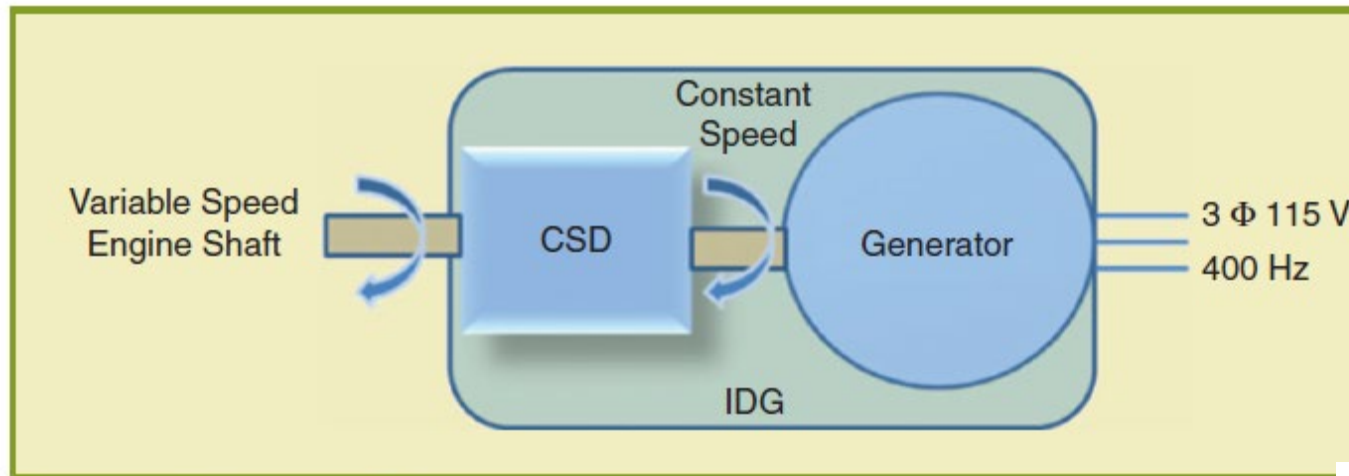 Constant
Speed
Variable Speed
Engine Shaft
CSD
Generator
3 Φ 115 V
400 Hz
IDG